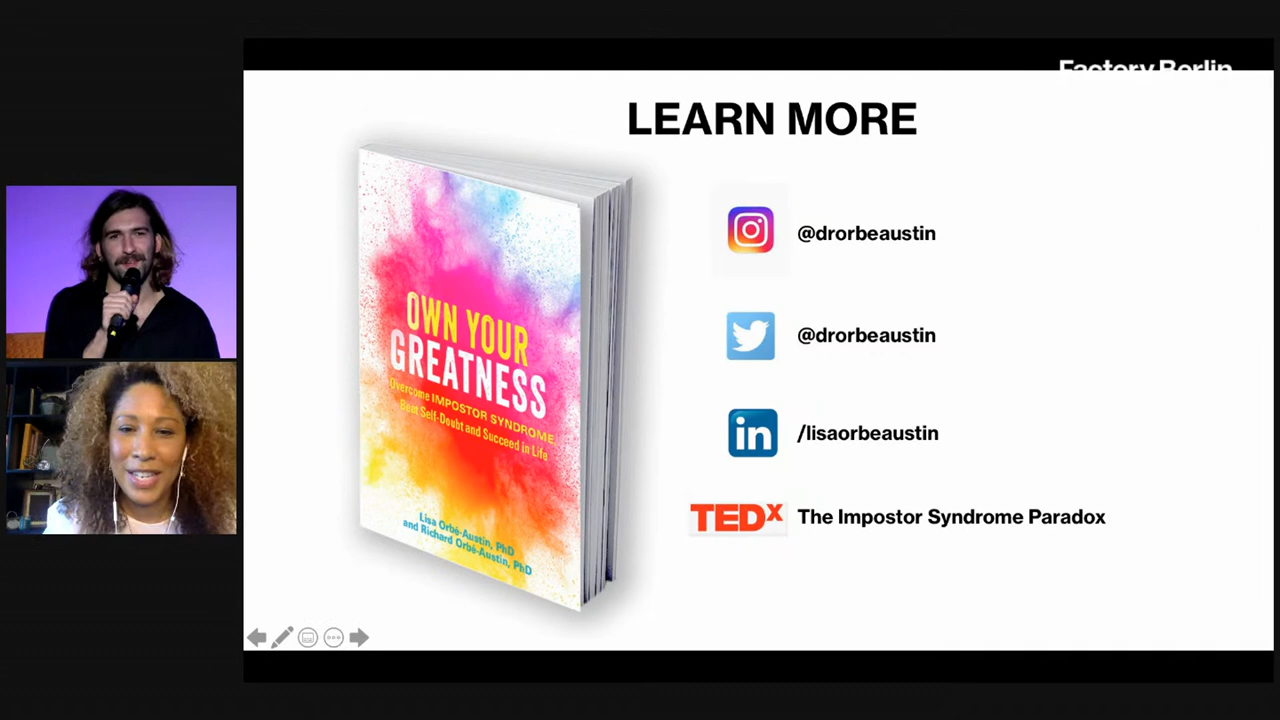 Factory Berlin
LEARN MORE
@drorbeaustin
@drorbeaustin
in /lisaorbeaustin
TEDx The Impostor Syndrome Paradox
OWN YOUR
GREATNESS
Overcome IMPOSTOR SYNDROME
Beat Self-Doubt and Succeed in Life
Lisa Orbé-Austin, PhD
and Richard Orbé-Austin, PhD